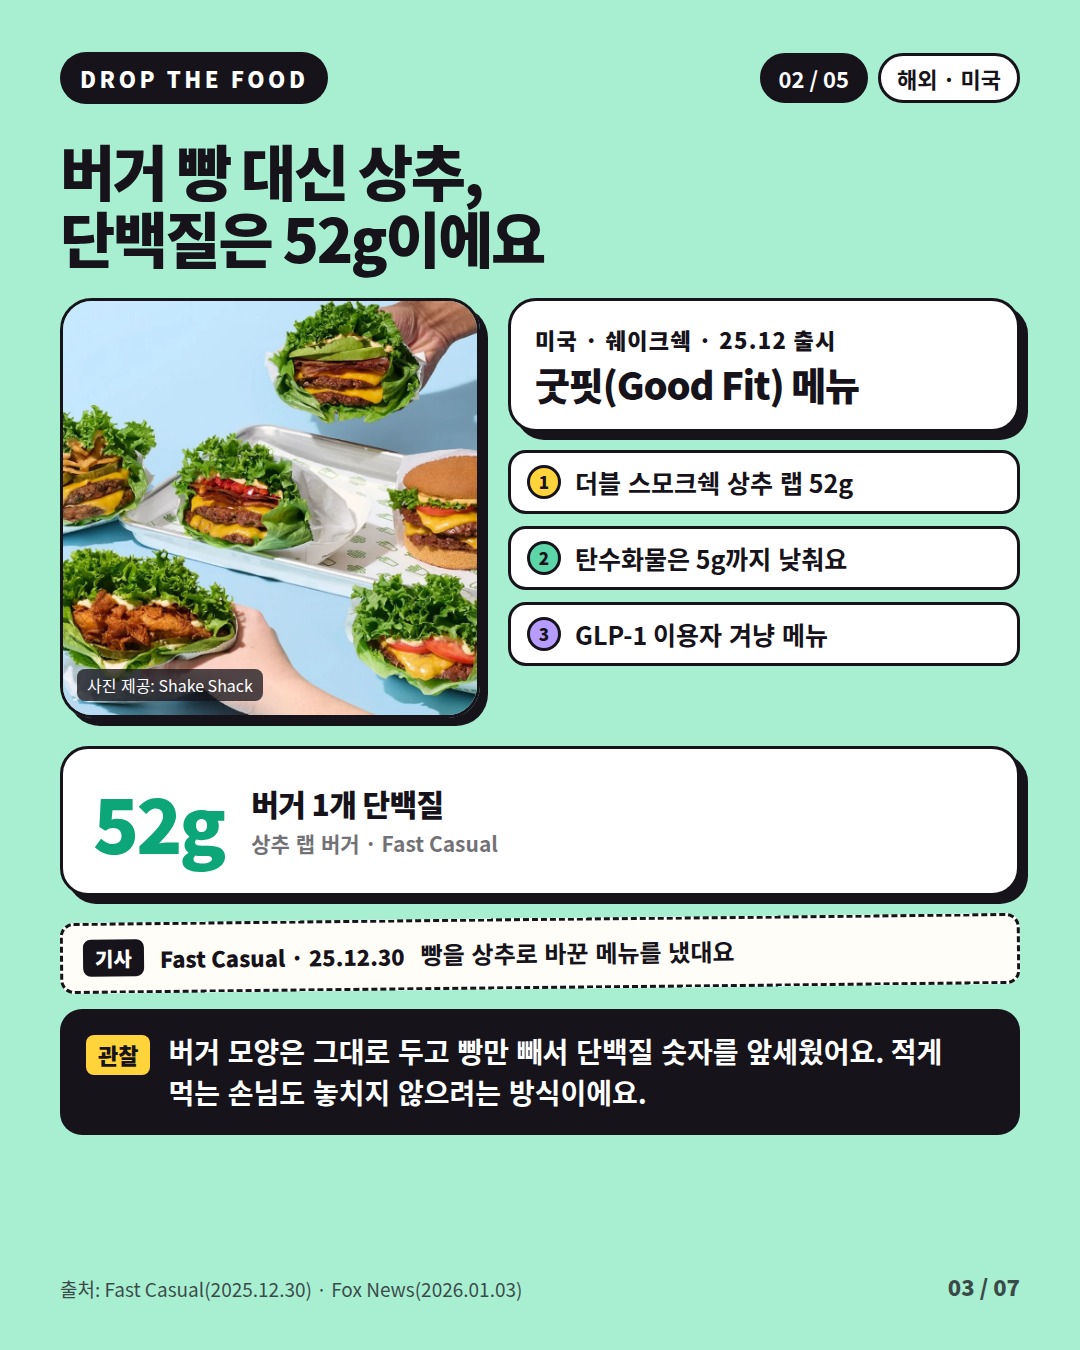 DROP THE FOOD
02 / 05
해외 · 미국
버거 빵 대신 상추,
단백질은 52g이에요
사진 제공: Shake Shack
미국 · 쉐이크쉑 · 25.12 출시
굿핏(Good Fit) 메뉴
1 더블 스모크쉑 상추 랩 52g
2 탄수화물은 5g까지 낮춰요
3 GLP-1 이용자 겨냥 메뉴
52g
버거 1개 단백질
상추 랩 버거 · Fast Casual
기사 Fast Casual · 25.12.30 빵을 상추로 바꾼 메뉴를 냈대요
관찰 버거 모양은 그대로 두고 빵만 빼서 단백질 숫자를 앞세웠어요. 적게
먹는 손님도 놓치지 않으려는 방식이에요.
출처: Fast Casual(2025.12.30) · Fox News(2026.01.03)
03 / 07